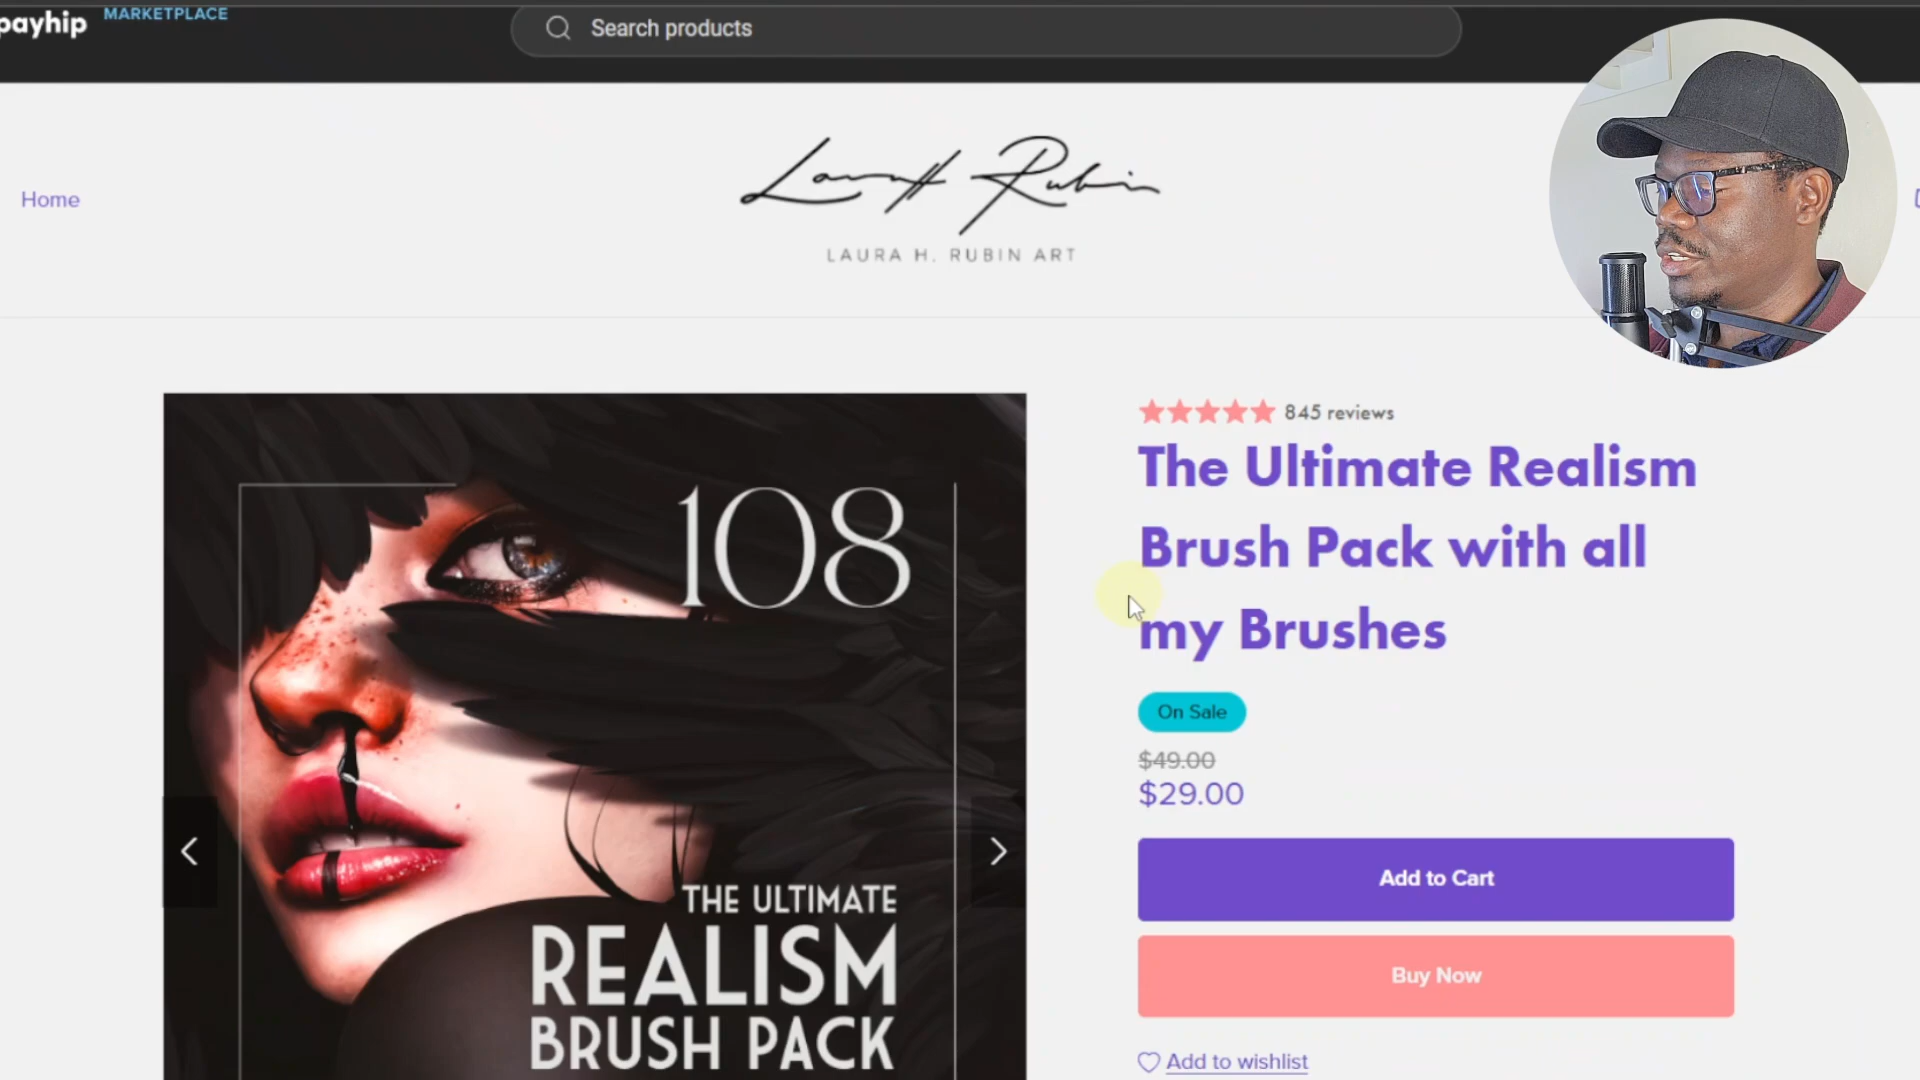 payhip MARKETPLACE
Search products
Home
Laura H Rubin
LAURA H. RUBIN ART
845 reviews
The Ultimate Realism
Brush Pack with all
my Brushes
On Sale
$49.00
$29.00
Add to Cart
Buy Now
Add to wishlist
108
THE ULTIMATE
REALISM
BRUSH PACK